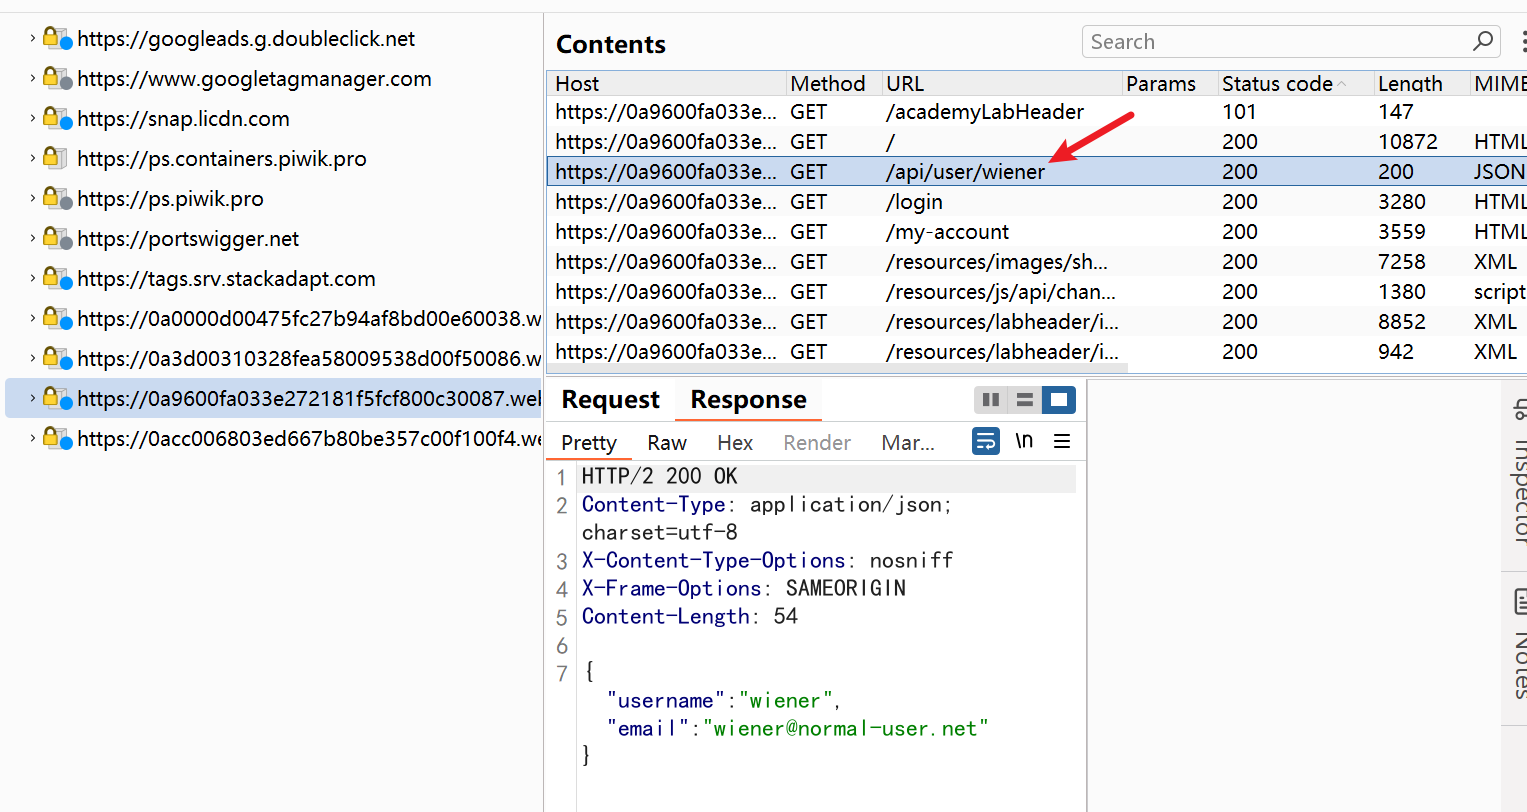 https://googleads.g.doubleclick.net
https://www.googletagmanager.com
https://snap.licdn.com
https://ps.containers.piwik.pro
https://ps.piwik.pro
https://portswigger.net
https://tags.srv.stackadapt.com
https://0a0000d00475fc27b94af8bd00e60038.w
https://0a3d00310328fea58009538d00f50086.w
https://0a9600fa033e272181f5fcf800c30087.wel
https://0acc006803ed667b80be357c00f100f4.we
Contents
Search
Host Method URL Params Status code Length MIME
https://0a9600fa033e... GET /academyLabHeader 101 147
https://0a9600fa033e... GET / 200 10872 HTML
https://0a9600fa033e... GET /api/user/wiener 200 200 JSON
https://0a9600fa033e... GET /login 200 3280 HTML
https://0a9600fa033e... GET /my-account 200 3559 HTML
https://0a9600fa033e... GET /resources/images/sh... 200 7258 XML
https://0a9600fa033e... GET /resources/js/api/chan... 200 1380 script
https://0a9600fa033e... GET /resources/labheader/i... 200 8852 XML
https://0a9600fa033e... GET /resources/labheader/i... 200 942 XML
Request Response
Pretty Raw Hex Render Mar... \n
1 HTTP/2 200 OK
2 Content-Type: application/json;
charset=utf-8
3 X-Content-Type-Options: nosniff
4 X-Frame-Options: SAMEORIGIN
5 Content-Length: 54
6
7 {
"username":"wiener",
"email":"wiener@normal-user.net"
}
Inspector
Notes